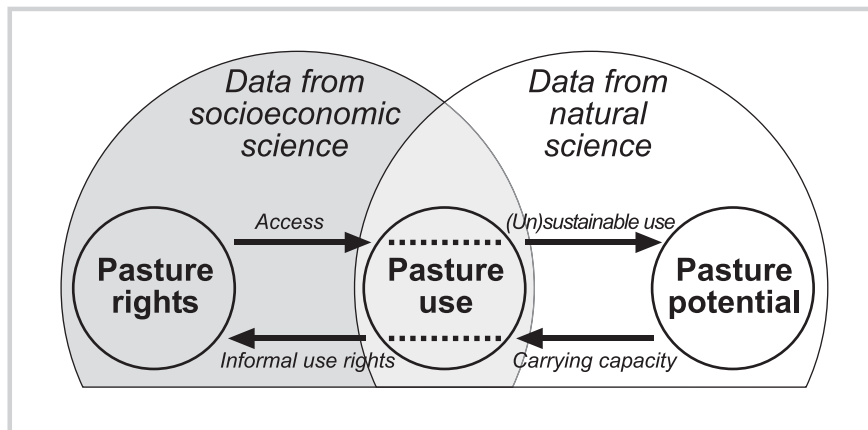 Data from
socioeconomic
science
Data from
natural
science
Access
(Un)sustainable use
Pasture
rights
Pasture
use
Pasture
potential
Informal use rights
Carrying capacity